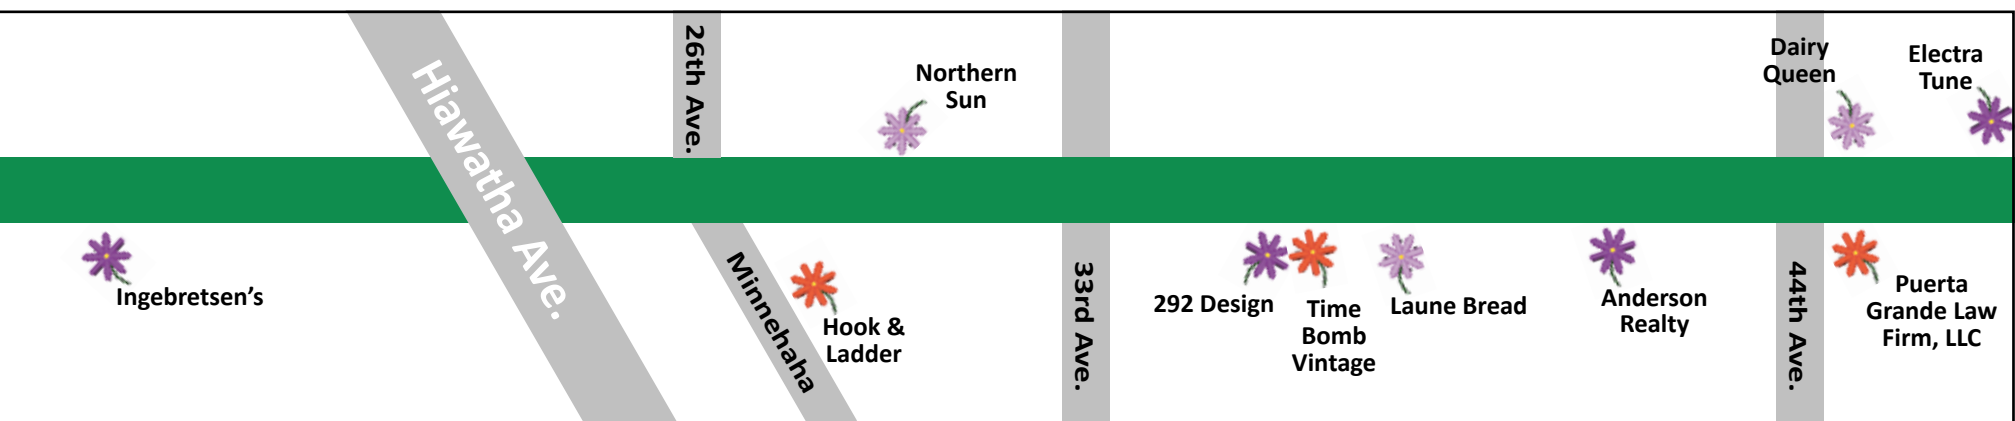 Hiawatha Ave.
26th Ave.
Northern
Sun
Dairy
Queen
Electra
Tune
Ingebretsen’s
Minnehaha
Hook &
Ladder
33rd Ave.
292 Design
Time
Bomb
Vintage
Laune Bread
Anderson
Realty
44th Ave.
Puerta
Grande Law
Firm, LLC